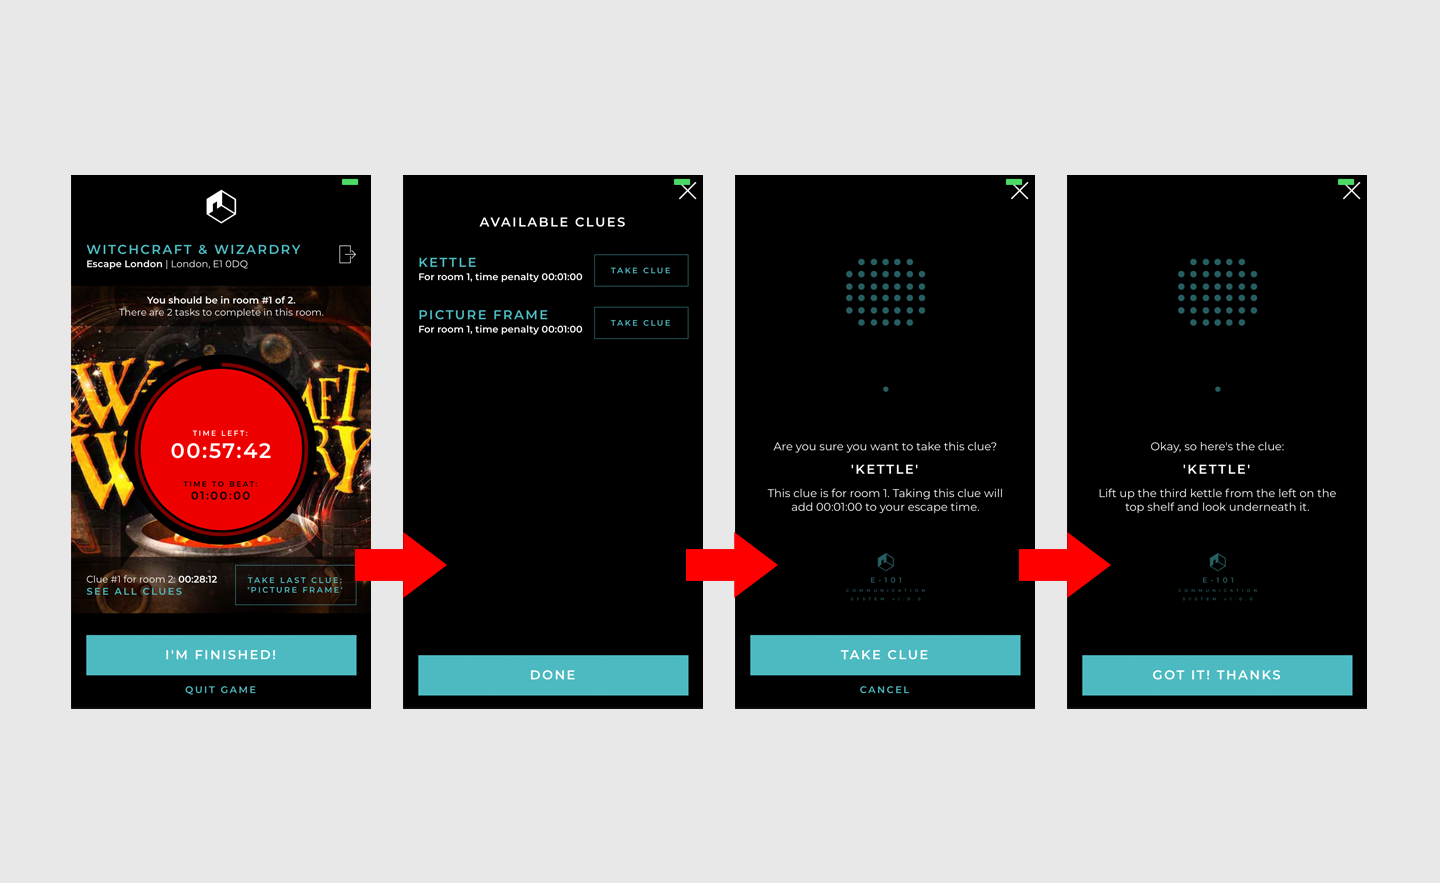 WITCHCRAFT & WIZARDRY
Escape London | London, E1 0DQ
You should be in room #1 of 2.
There are 2 tasks to complete in this room.
W AFT
W RY
TIME LEFT:
00:57:42
TIME TO BEAT:
01:00:00
Clue #1 for room 2: 00:28:12
SEE ALL CLUES
TAKE LAST CLUE:
'PICTURE FRAME'
I'M FINISHED!
QUIT GAME
AVAILABLE CLUES
KETTLE
For room 1, time penalty 00:01:00
TAKE CLUE
PICTURE FRAME
For room 1, time penalty 00:01:00
TAKE CLUE
DONE
Are you sure you want to take this clue?
'KETTLE'
This clue is for room 1. Taking this clue will
add 00:01:00 to your escape time.
E-101
COMMUNICATION
SYSTEM
TAKE CLUE
CANCEL
Okay, so here's the clue:
'KETTLE'
Lift up the third kettle from the left on the
top shelf and look underneath it.
E-101
COMMUNICATION
SYSTEM
GOT IT! THANKS